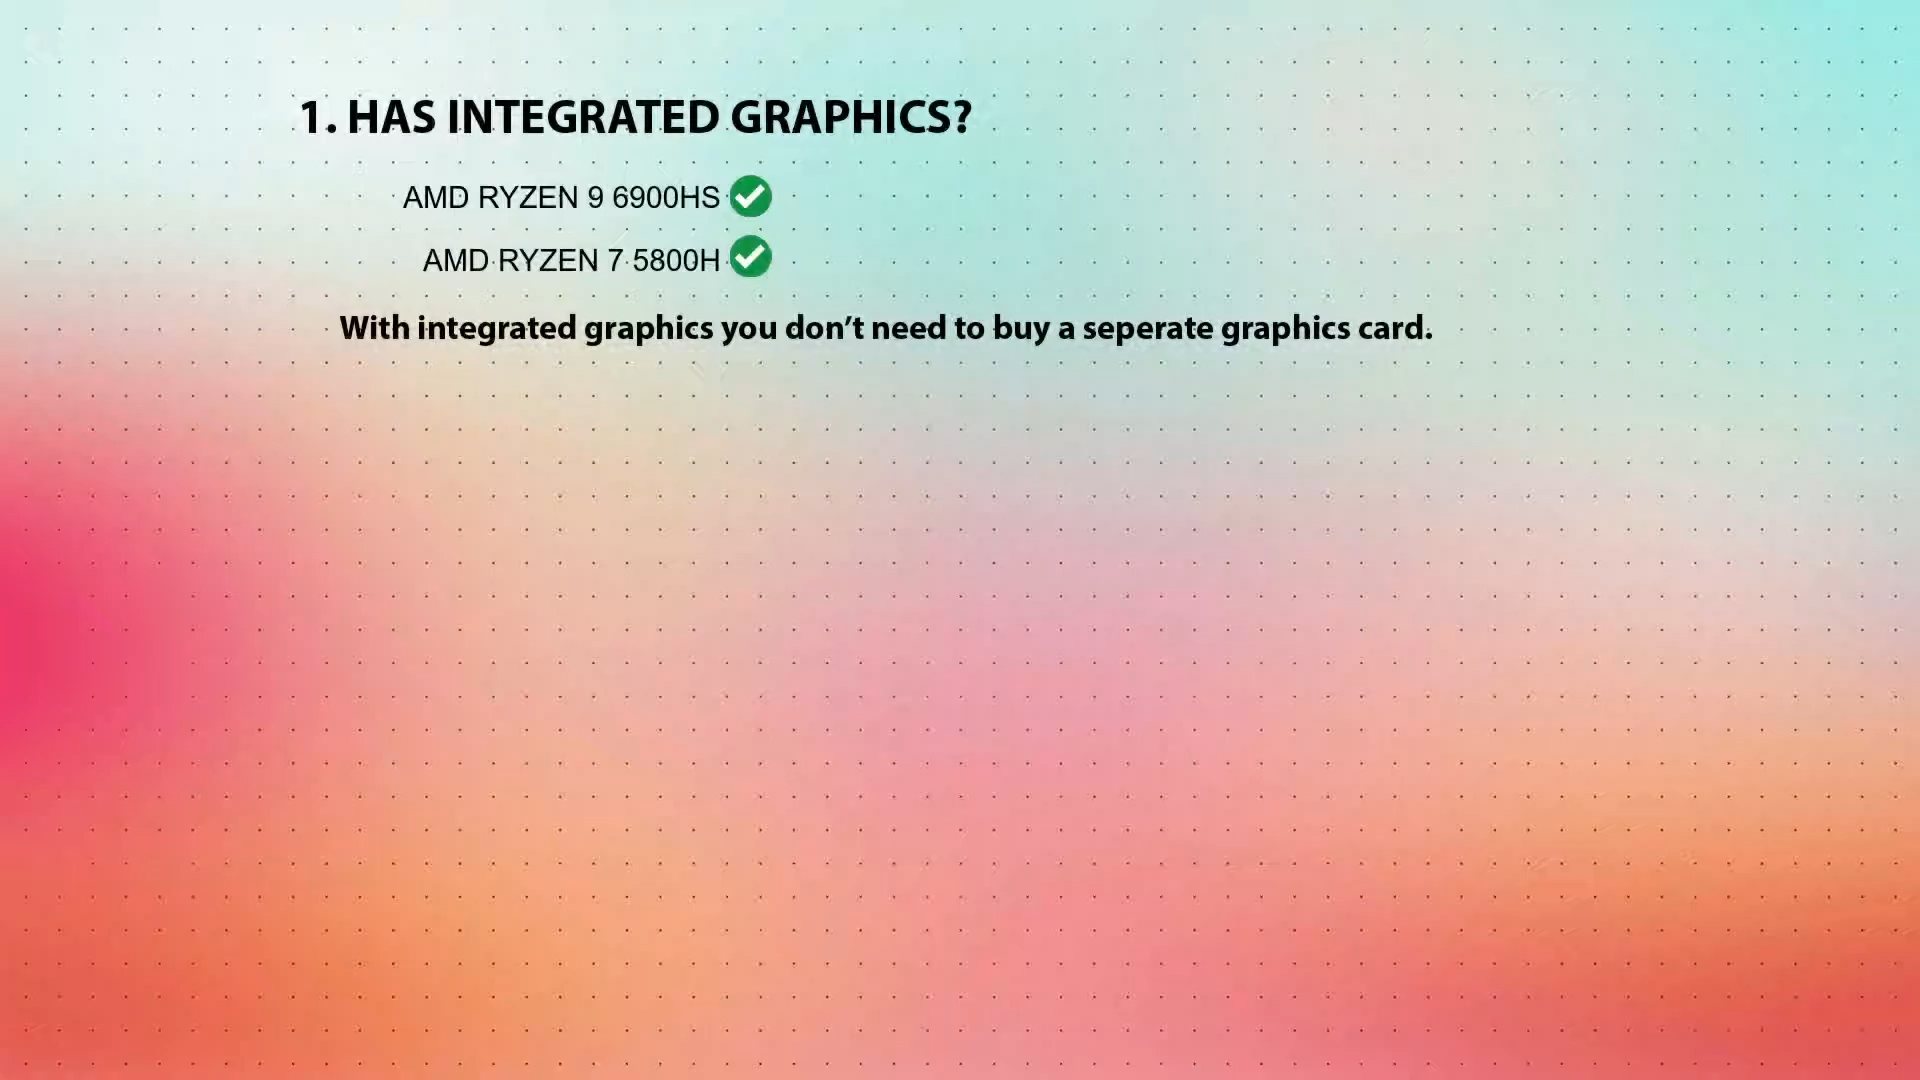 1. HAS INTEGRATED GRAPHICS?
AMD RYZEN 9 6900HS
AMD RYZEN 7 5800H
With integrated graphics you don’t need to buy a seperate graphics card.